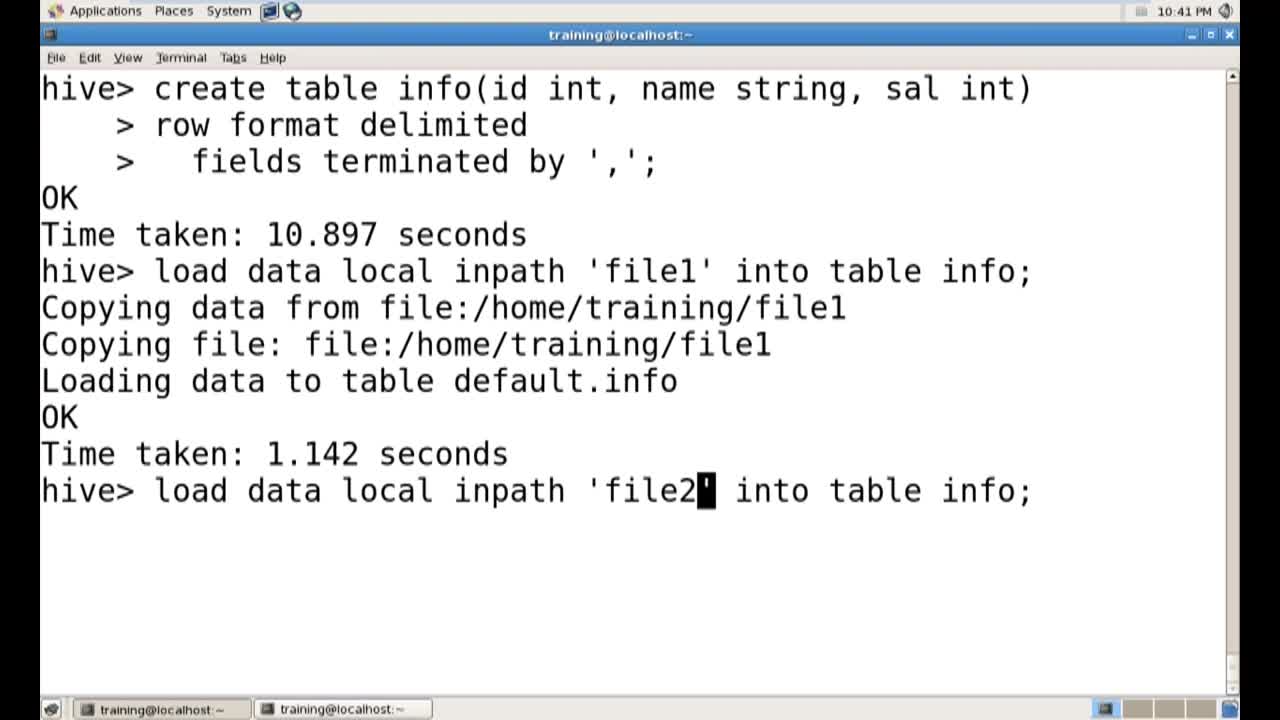 Applications Places System 10:41 PM
training@localhost:~
File Edit View Terminal Tabs Help
hive> create table info(id int, name string, sal int)
    > row format delimited
    >   fields terminated by ',';
OK
Time taken: 10.897 seconds
hive> load data local inpath 'file1' into table info;
Copying data from file:/home/training/file1
Copying file: file:/home/training/file1
Loading data to table default.info
OK
Time taken: 1.142 seconds
hive> load data local inpath 'file2' into table info;
training@localhost:~ training@localhost:~